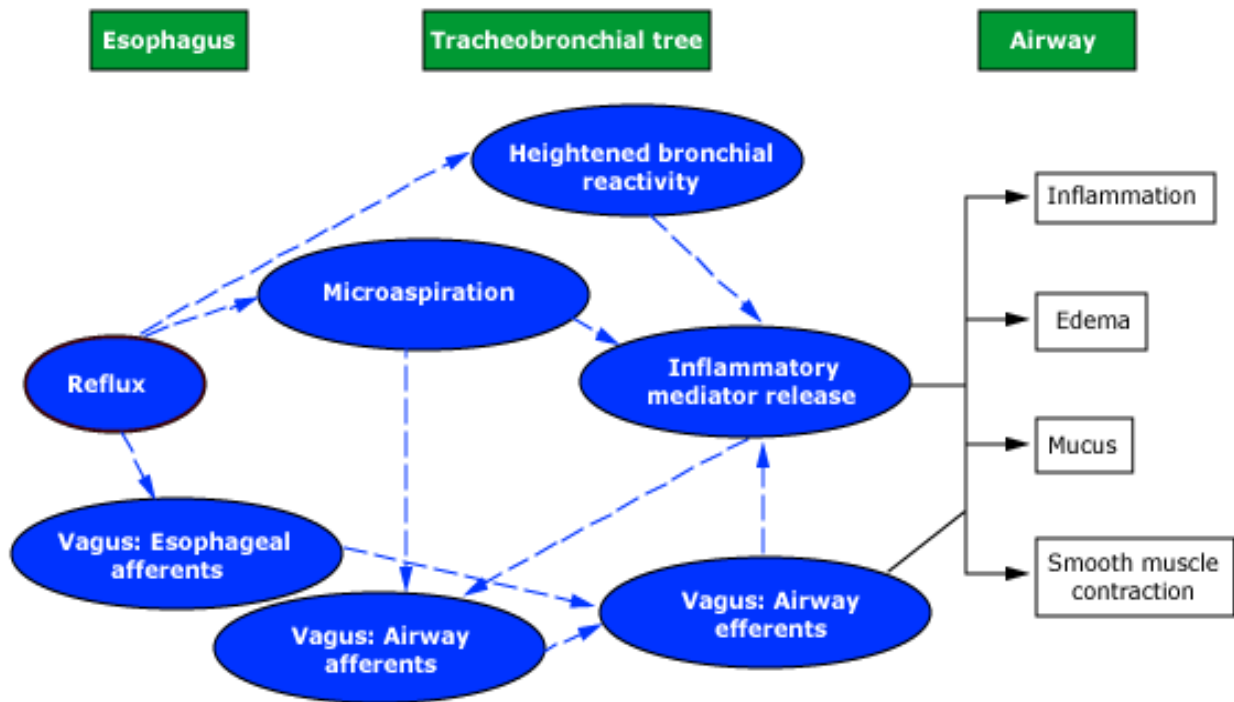 Esophagus
Tracheobronchial tree
Airway
Heightened bronchial
reactivity
Inflammation
Microaspiration
Edema
Reflux
Inflammatory
mediator release
Mucus
Vagus: Esophageal
afferents
Smooth muscle
contraction
Vagus: Airway
efferents
Vagus: Airway
afferents